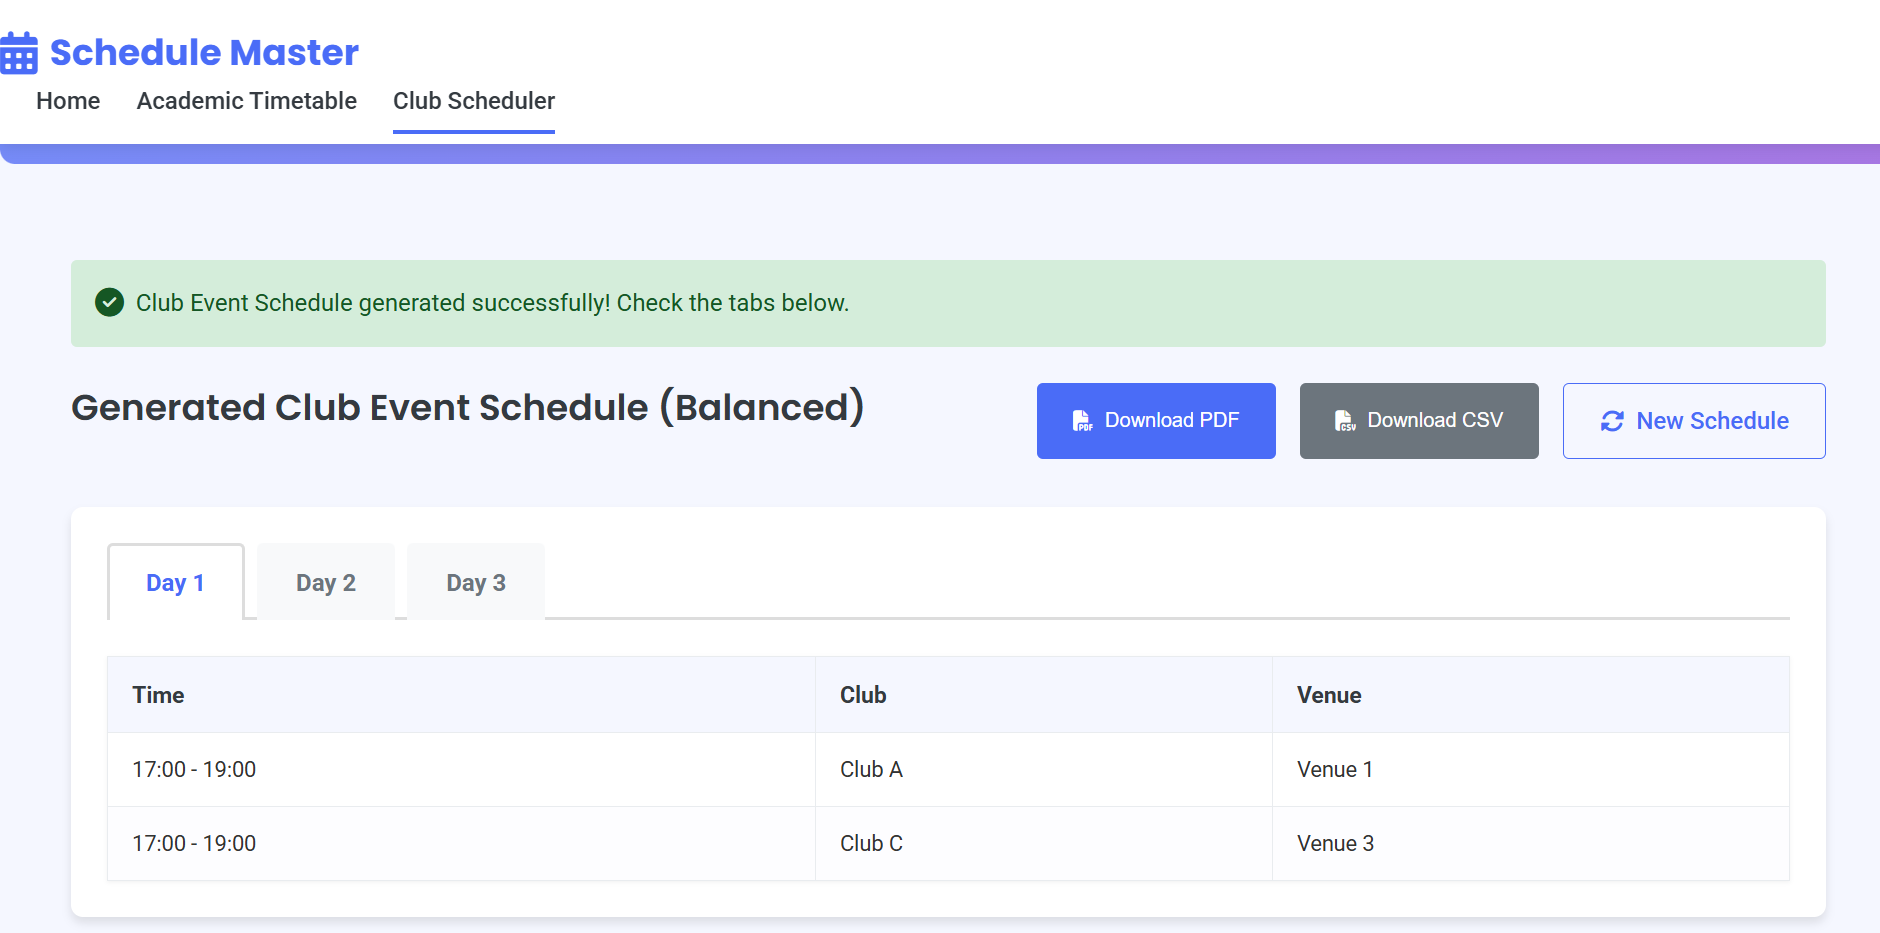 Schedule Master
Home Academic Timetable Club Scheduler
Club Event Schedule generated successfully! Check the tabs below.
Generated Club Event Schedule (Balanced)
PDF Download PDF
CSV Download CSV
New Schedule
Day 1 Day 2 Day 3
Time Club Venue
17:00 - 19:00 Club A Venue 1
17:00 - 19:00 Club C Venue 3